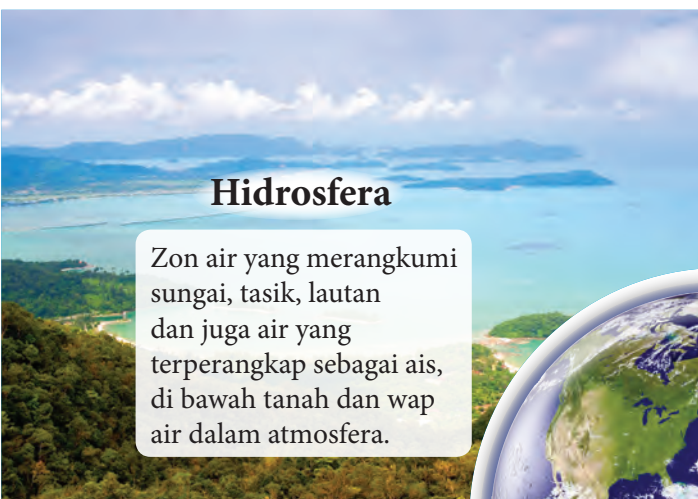 Hidrosfera
Zon air yang merangkumi
sungai, tasik, lautan
dan juga air yang
terperangkap sebagai ais,
di bawah tanah dan wap
air dalam atmosfera.